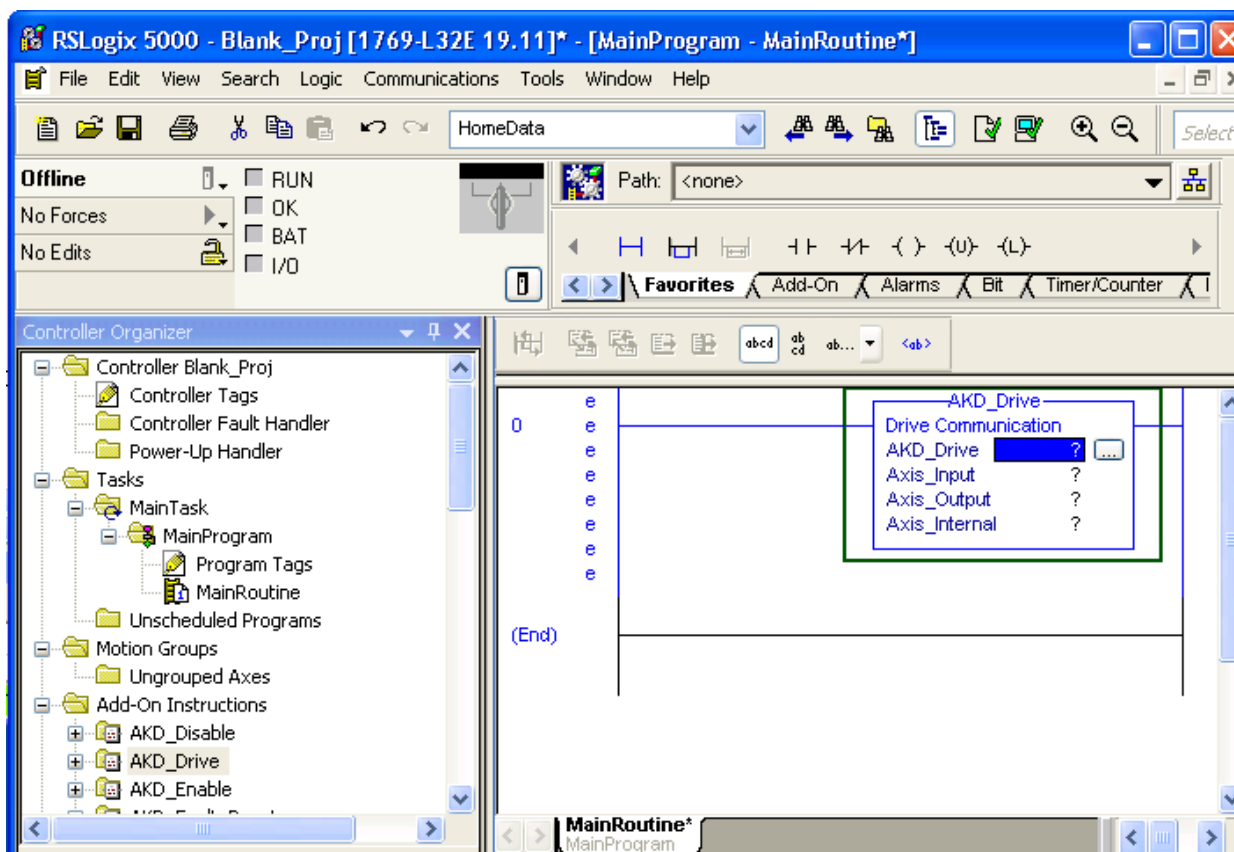 RSLogix 5000 - Blank_Proj [1769-L32E 19.11]* - [MainProgram - MainRoutine*]
File Edit View Search Logic Communications Tools Window Help
HomeData
Select
Offline
RUN
Path: <none>
No Forces
OK
No Edits
BAT
I/O
(U) (L)
Favorites Add-On Alarms Bit Timer/Counter
Controller Organizer
abcd ab cd ab... <ab>
Controller Blank_Proj
Controller Tags
Controller Fault Handler
Power-Up Handler
Tasks
MainTask
MainProgram
Program Tags
MainRoutine
Unscheduled Programs
Motion Groups
Ungrouped Axes
Add-On Instructions
AKD_Disable
AKD_Drive
AKD_Enable
e
0 e
e
e
e
e
e
e
AKD_Drive
Drive Communication
AKD_Drive ? ...
Axis_Input ?
Axis_Output ?
Axis_Internal ?
(End)
MainRoutine*
MainProgram